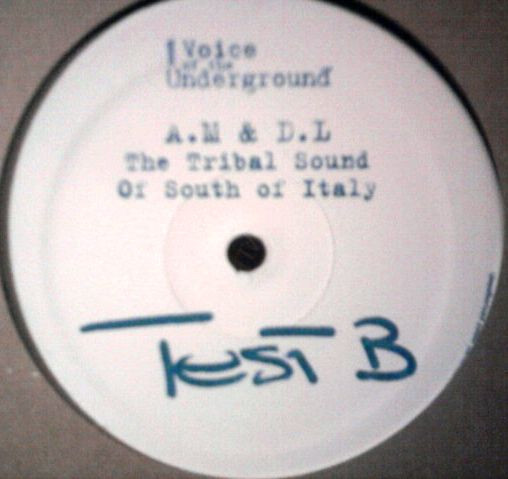 Voice
of the
Underground
A.M & D.L
The Tribal Sound
Of South of Italy
Test B